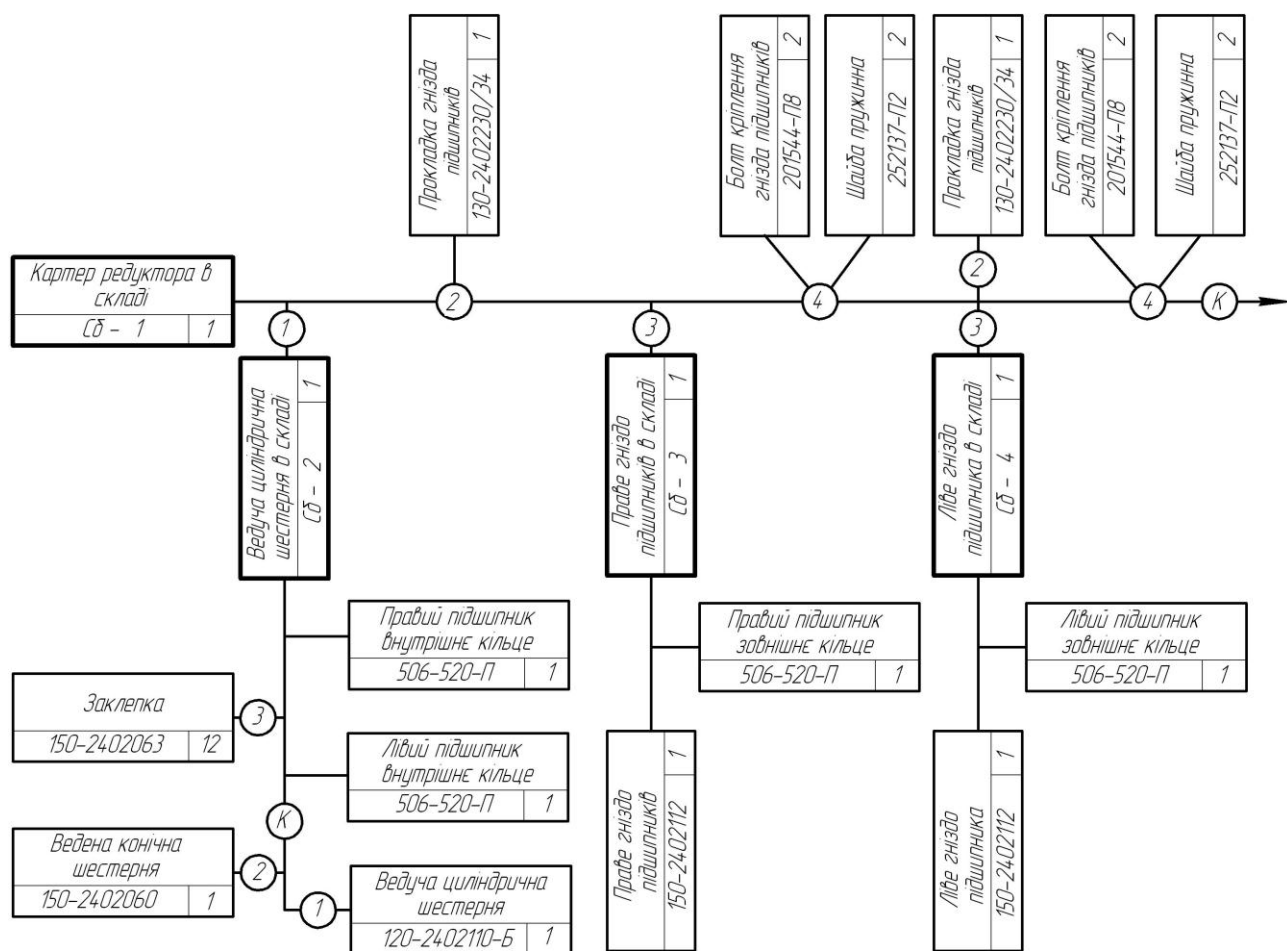 Прокладка гнізда
підшипників
130-2402230/34
1
Болт кріплення
гнізда підшипників
201544-П8
2
Шайба пружинна
252137-П2
2
Прокладка гнізда
підшипників
130-2402230/34
1
Болт кріплення
гнізда підшипників
201544-П8
2
Шайба пружинна
252137-П2
2
Картер редуктора в
складі
Сб - 1
1
1
2
3
4
2
3
4
К
Ведуча циліндрична
шестерня в складі
Сб - 2
1
Праве гніздо
підшипників в складі
Сб - 3
1
Ліве гніздо
підшипника в складі
Сб - 4
1
Правий підшипник
внутрішнє кільце
506-520-П
1
Правий підшипник
зовнішнє кільце
506-520-П
1
Лівий підшипник
зовнішнє кільце
506-520-П
1
Заклепка
150-2402063
12
3
Лівий підшипник
внутрішнє кільце
506-520-П
1
К
Ведена конічна
шестерня
150-2402060
1
2
1
Ведуча циліндрична
шестерня
120-2402110-Б
1
Праве гніздо
підшипників
150-2402112
1
Ліве гніздо
підшипника
150-2402112
1